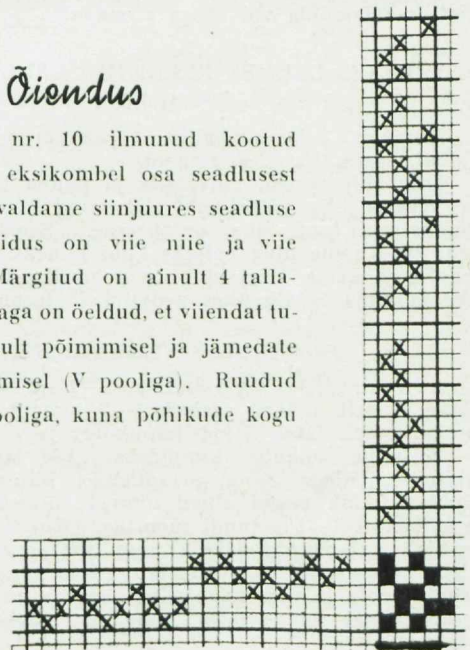 Õiendus
nr. 10 ilmunud kootud
eksikombel osa seadlusest
valdame siinjuures seadluse
idus on viie niie ja viie
Märgitud on ainult 4 talla-
aga on öeldud, et viiendat tu-
ult põimimisel ja jämedate
misel (V pooliga). Ruudud
ooliga, kuna põhikude kogu